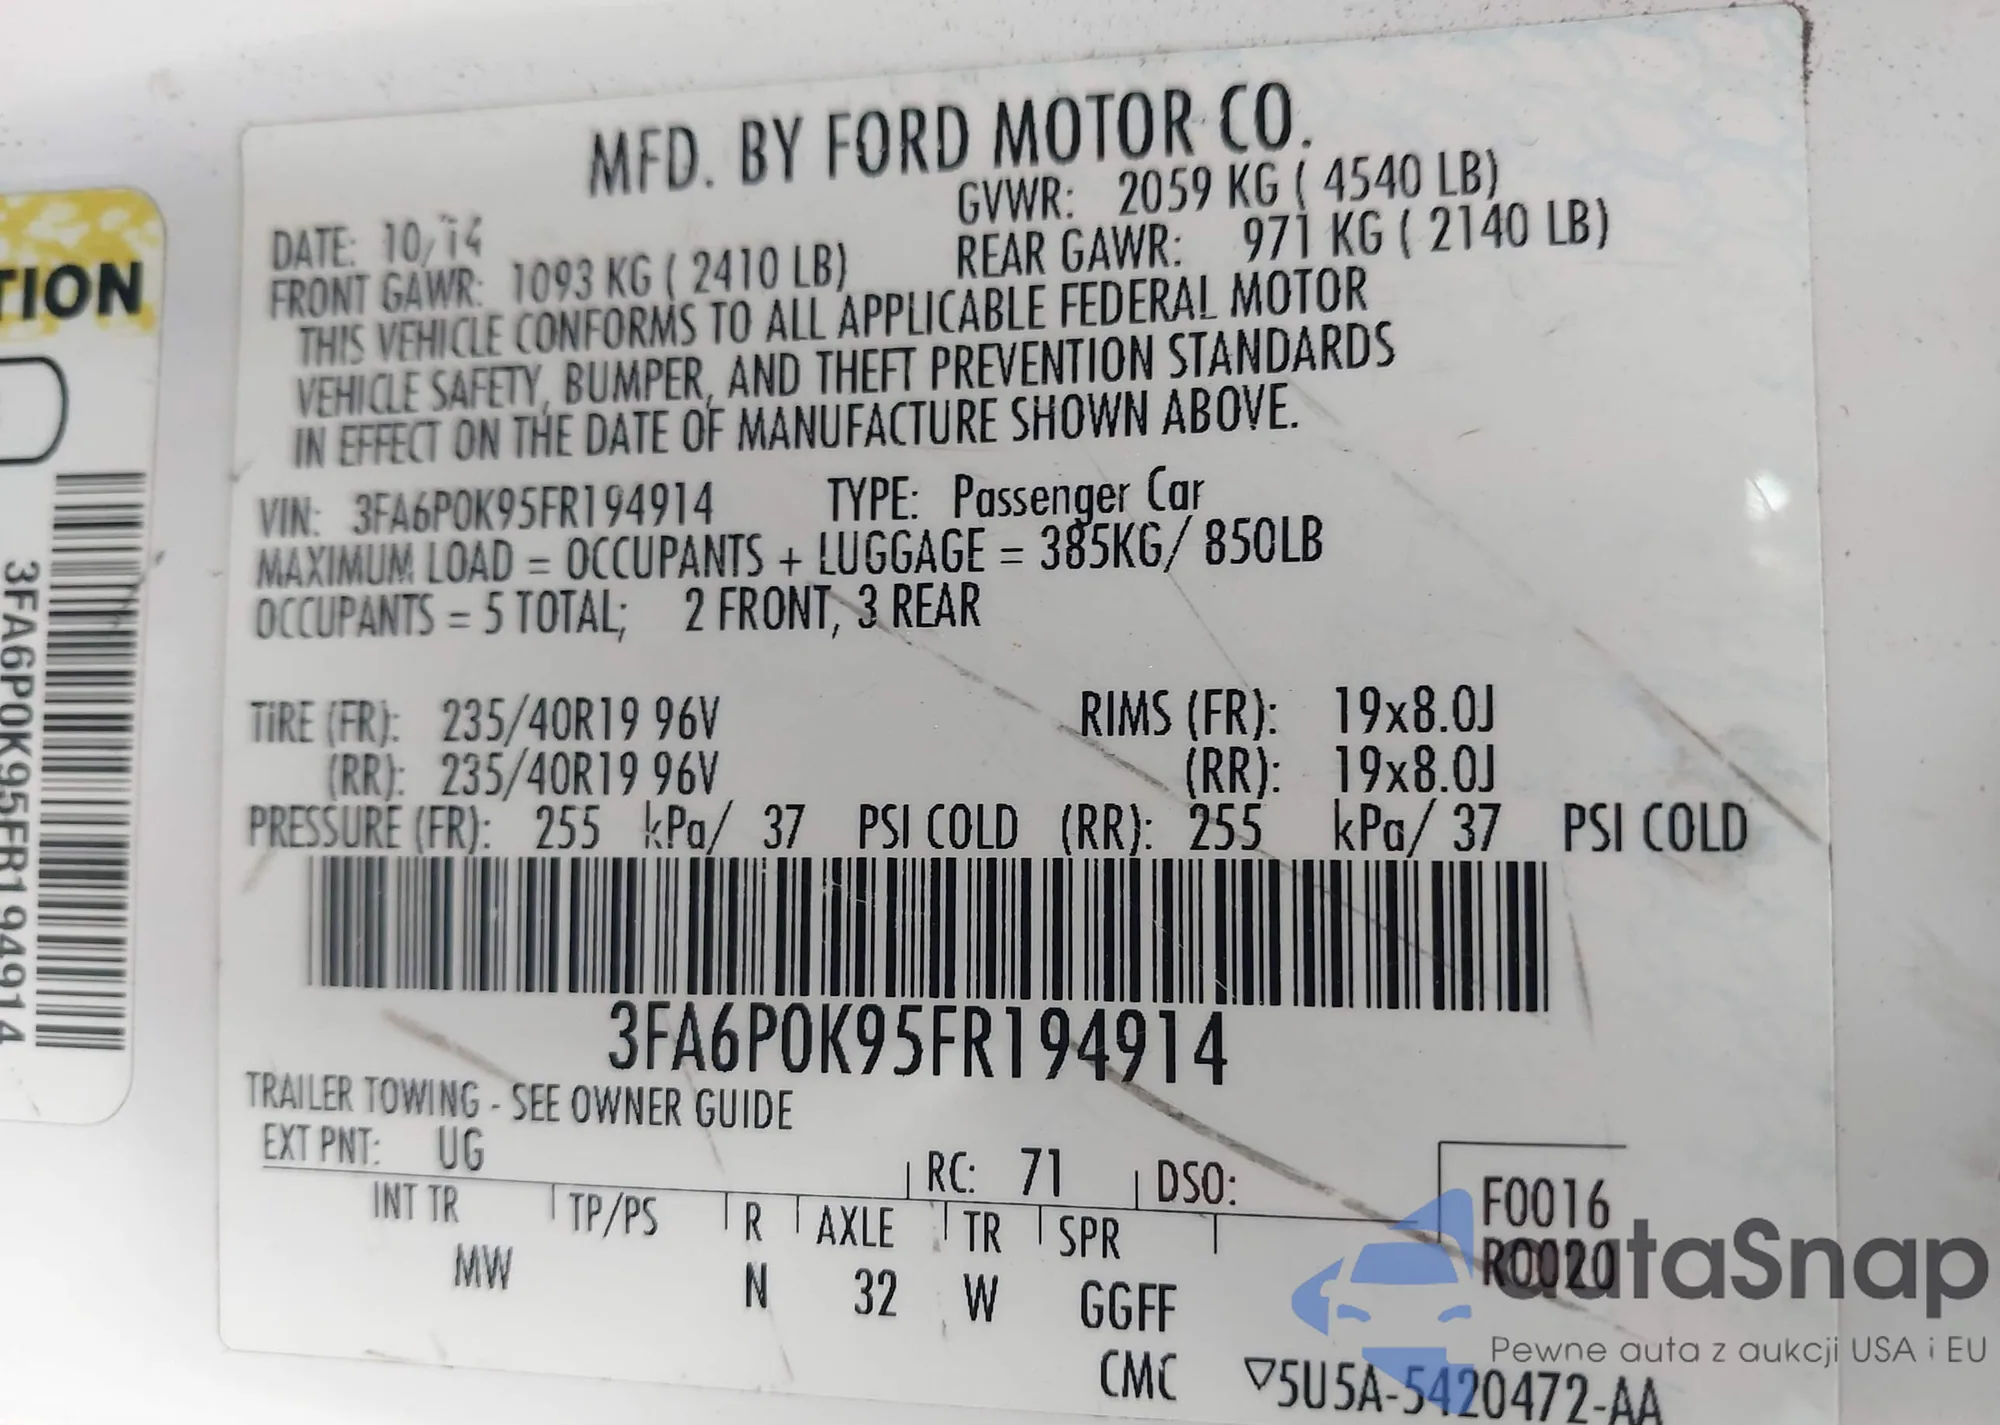 TION
3FA6P0K95FR194914
MFD. BY FORD MOTOR CO.
DATE: 10/14 GVWR: 2059 KG ( 4540 LB)
FRONT GAWR: 1093 KG ( 2410 LB) REAR GAWR: 971 KG ( 2140 LB)
THIS VEHICLE CONFORMS TO ALL APPLICABLE FEDERAL MOTOR
VEHICLE SAFETY, BUMPER, AND THEFT PREVENTION STANDARDS
IN EFFECT ON THE DATE OF MANUFACTURE SHOWN ABOVE.
VIN: 3FA6P0K95FR194914 TYPE: Passenger Car
MAXIMUM LOAD = OCCUPANTS + LUGGAGE = 385KG/ 850LB
OCCUPANTS = 5 TOTAL; 2 FRONT, 3 REAR
TIRE (FR): 235/40R19 96V RIMS (FR): 19x8.0J
(RR): 235/40R19 96V (RR): 19x8.0J
PRESSURE (FR): 255 kPa/ 37 PSI COLD (RR): 255 kPa/ 37 PSI COLD
3FA6P0K95FR194914
TRAILER TOWING - SEE OWNER GUIDE
EXT PNT: UG RC: 71 DSO: F0016
INT TR TP/PS R AXLE TR SPR R0020
MW N 32 W GGFF
CMC ▽5U5A-5420472-AA
autaSnap
Pewne auta z aukcji USA i EU